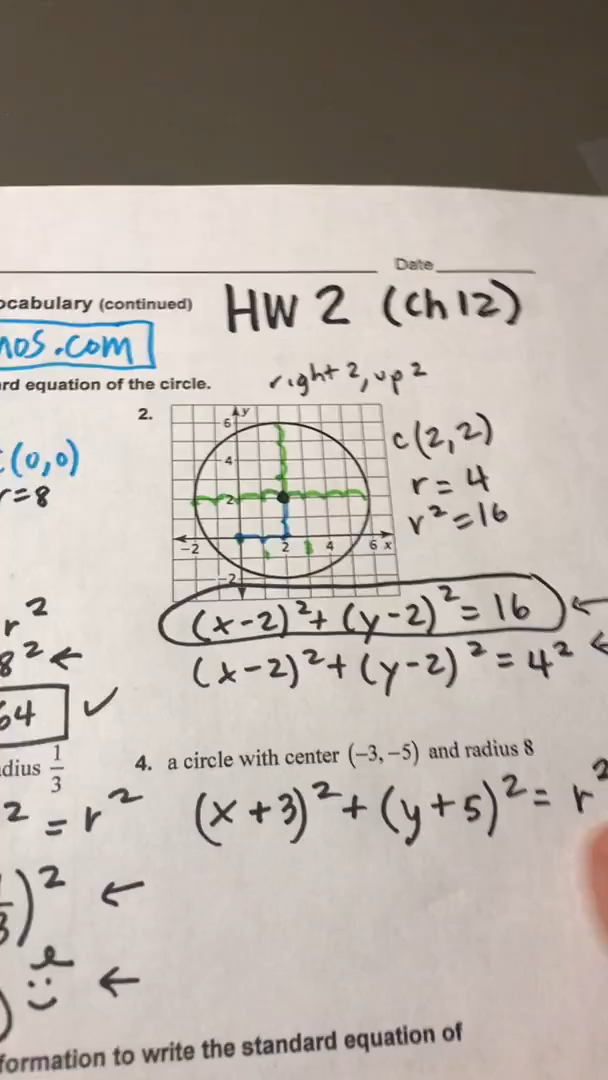 Date
ocabulary (continued)
HW 2 (Ch 12)
nos.com
rd equation of the circle.
right 2, up 2
2.
y
6
4
2
-2
2
4
6 x
-2
C(2,2)
r = 4
r² = 16
(0,0)
r=8
r²
8² ←
64 ✓
(x-2)² + (y-2)² = 16 ←
(x-2)² + (y-2)² = 4² ←
dius 1/3
² = r²
3)² ←
←
4. a circle with center (−3, −5) and radius 8
(x+3)² + (y+5)² = r²
formation to write the standard equation of